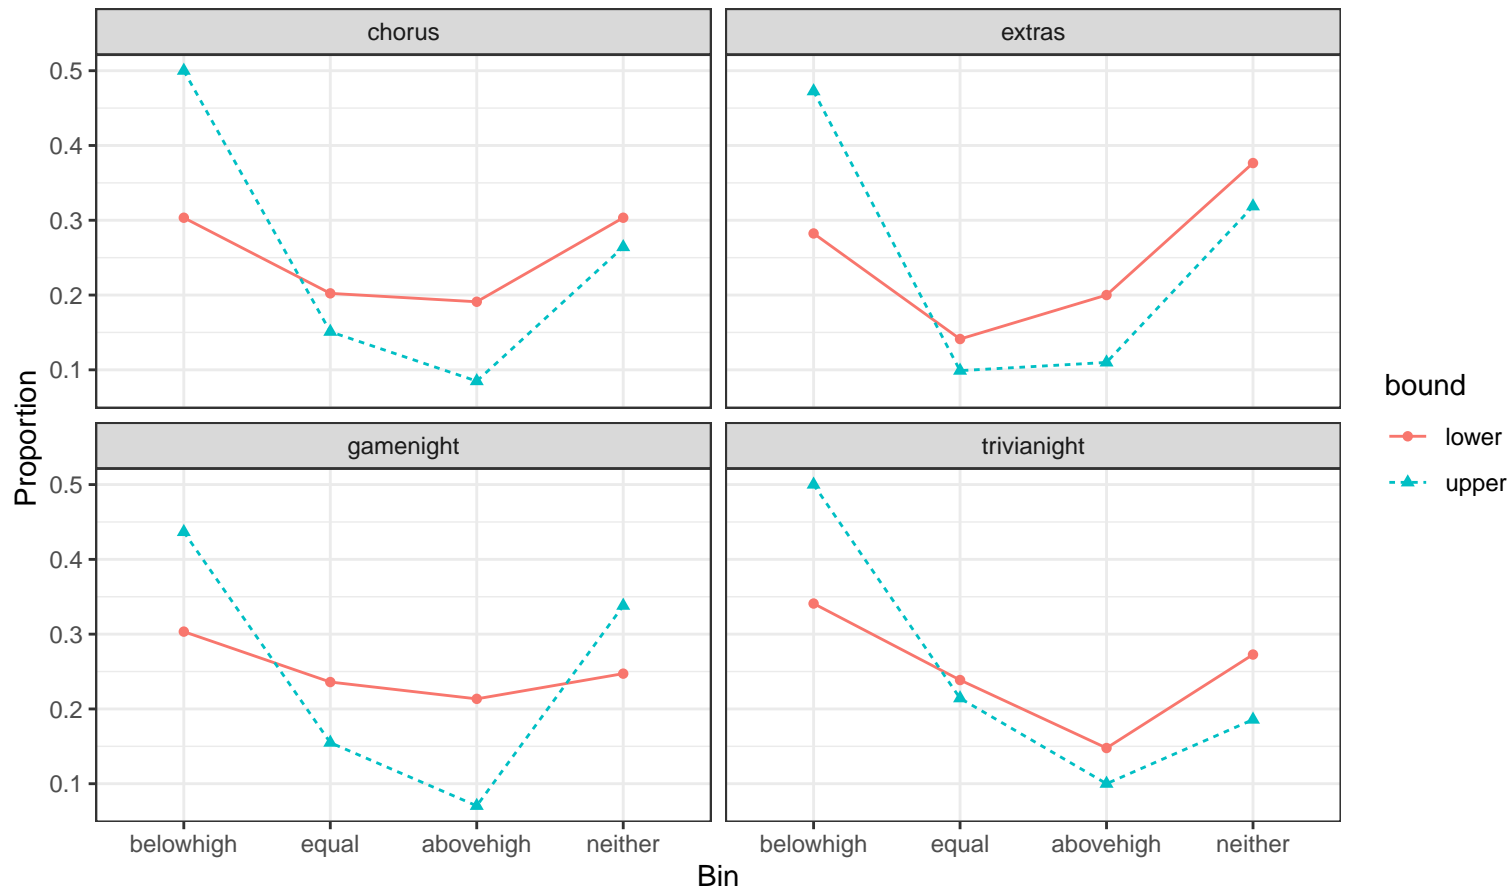 chorus
extras
0.5
0.4
0.3
0.2
0.1
gamenight
trivianight
0.5
0.4
0.3
0.2
0.1
belowhigh equal abovehigh neither
belowhigh equal abovehigh neither
Bin
Proportion
bound
lower
upper